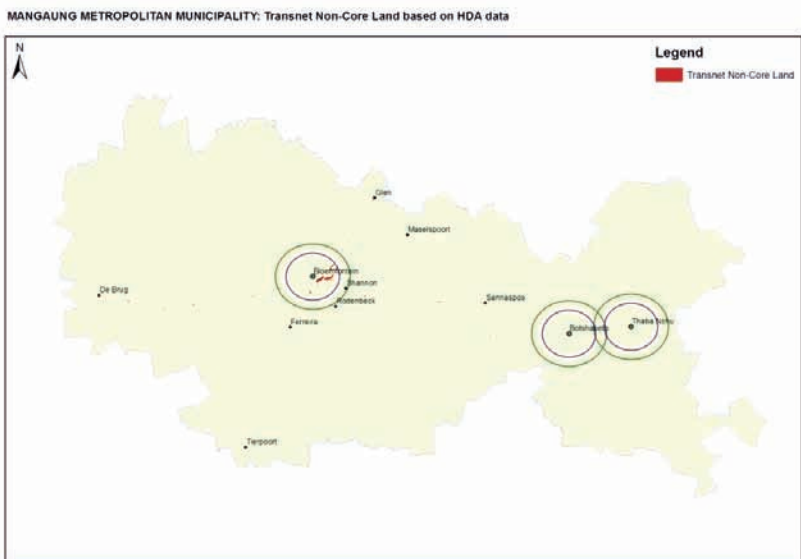 MANGAUNG METROPOLITAN MUNICIPALITY: Transnet Non-Core Land based on HDA data
N
Legend
Transnet Non-Core Land
Glen
Maselspoort
Bloemfontein
Shannon
De Brug
Rodenbeck
Sannaspos
Ferreira
Botshabelo
Thaba Nchu
Tierpoort